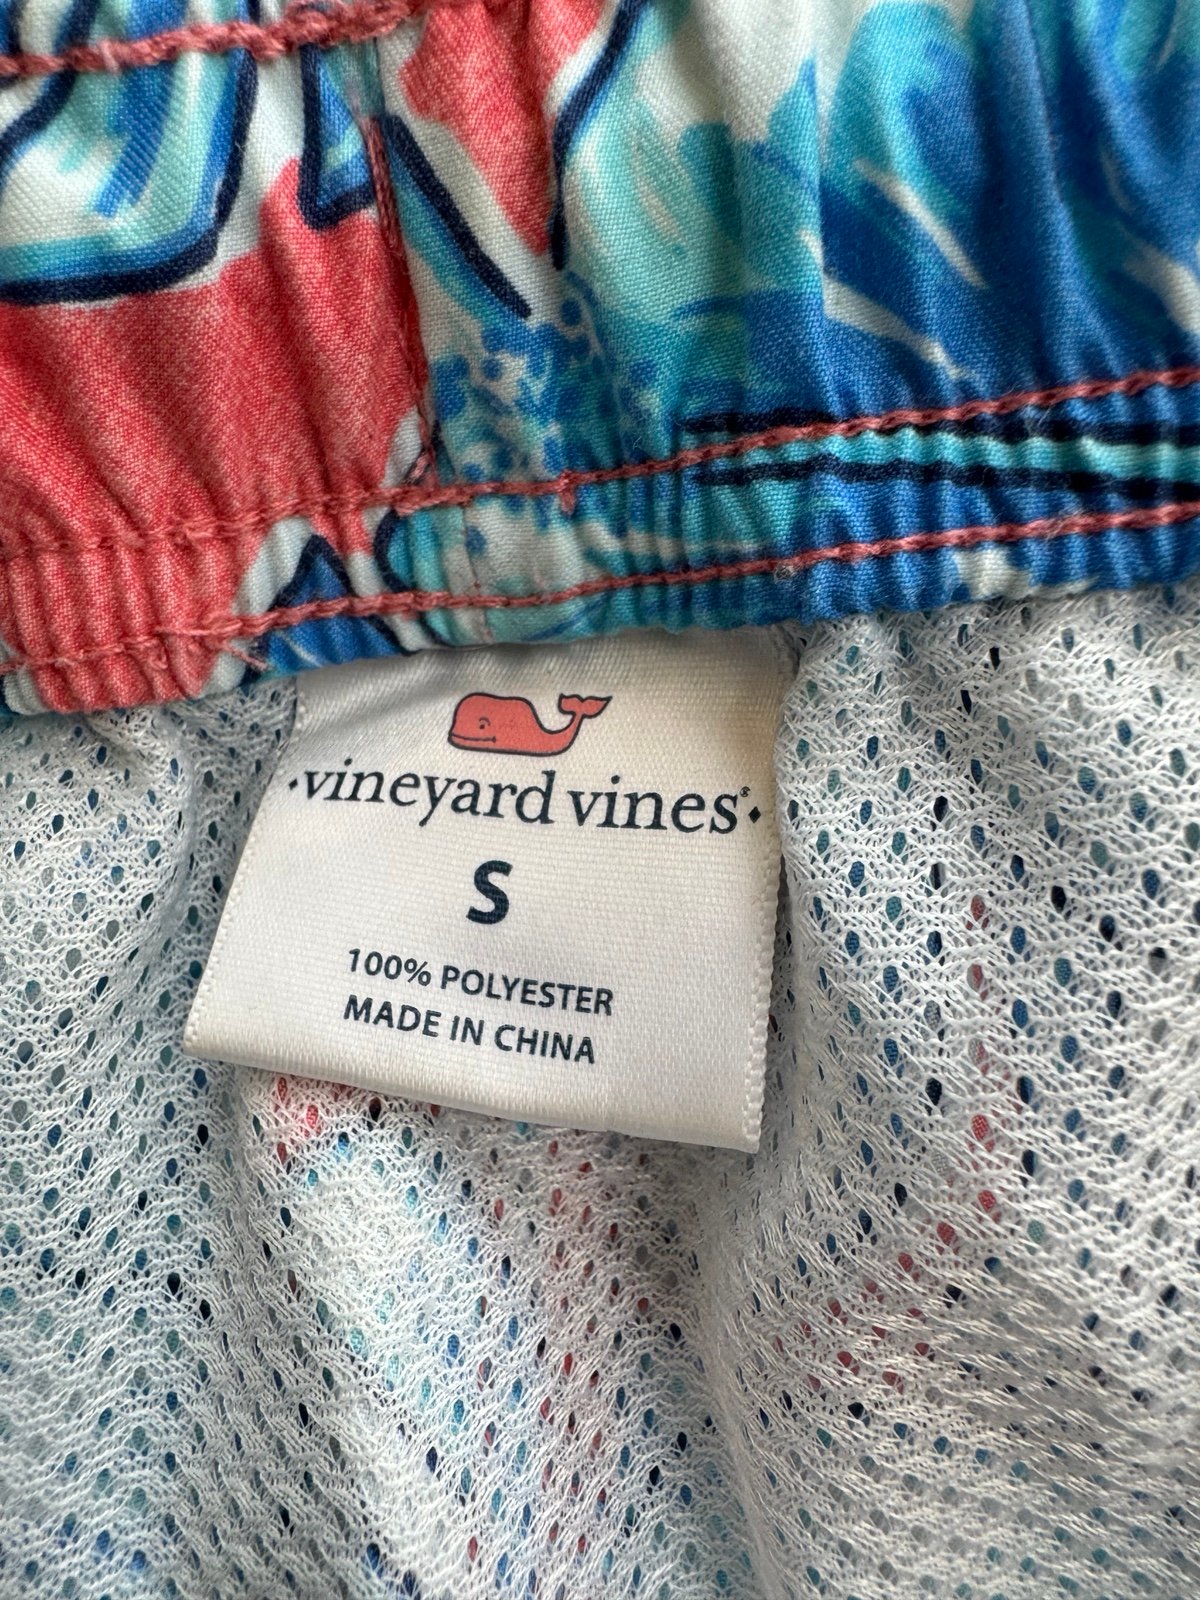 vineyard vines
S
100% POLYESTER
MADE IN CHINA